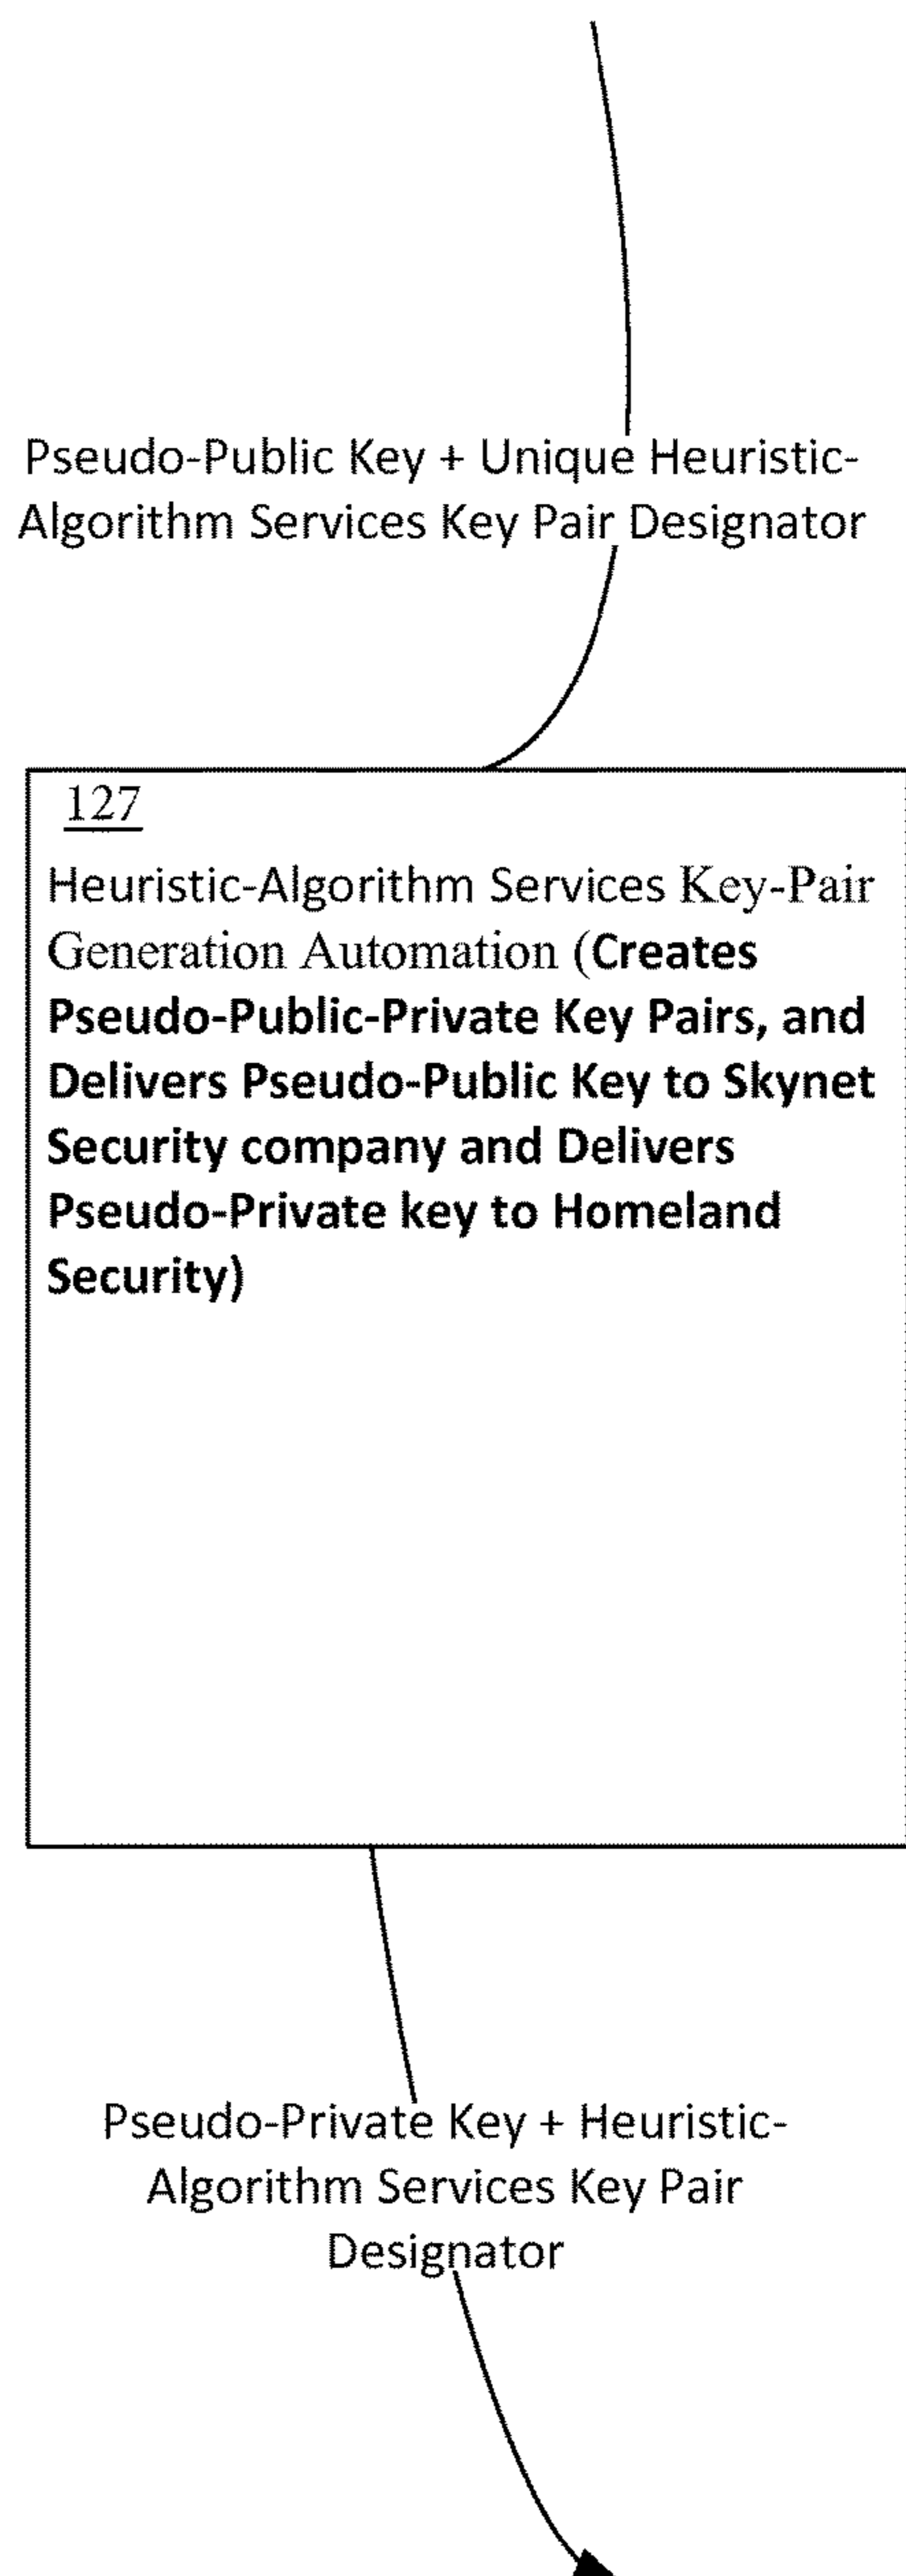 Pseudo-Public Key + Unique Heuristic-
Algorithm Services Key Pair Designator
127
Heuristic-Algorithm Services Key-Pair
Generation Automation (Creates
Pseudo-Public-Private Key Pairs, and
Delivers Pseudo-Public Key to Skynet
Security company and Delivers
Pseudo-Private key to Homeland
Security)
Pseudo-Private Key + Heuristic-
Algorithm Services Key Pair
Designator